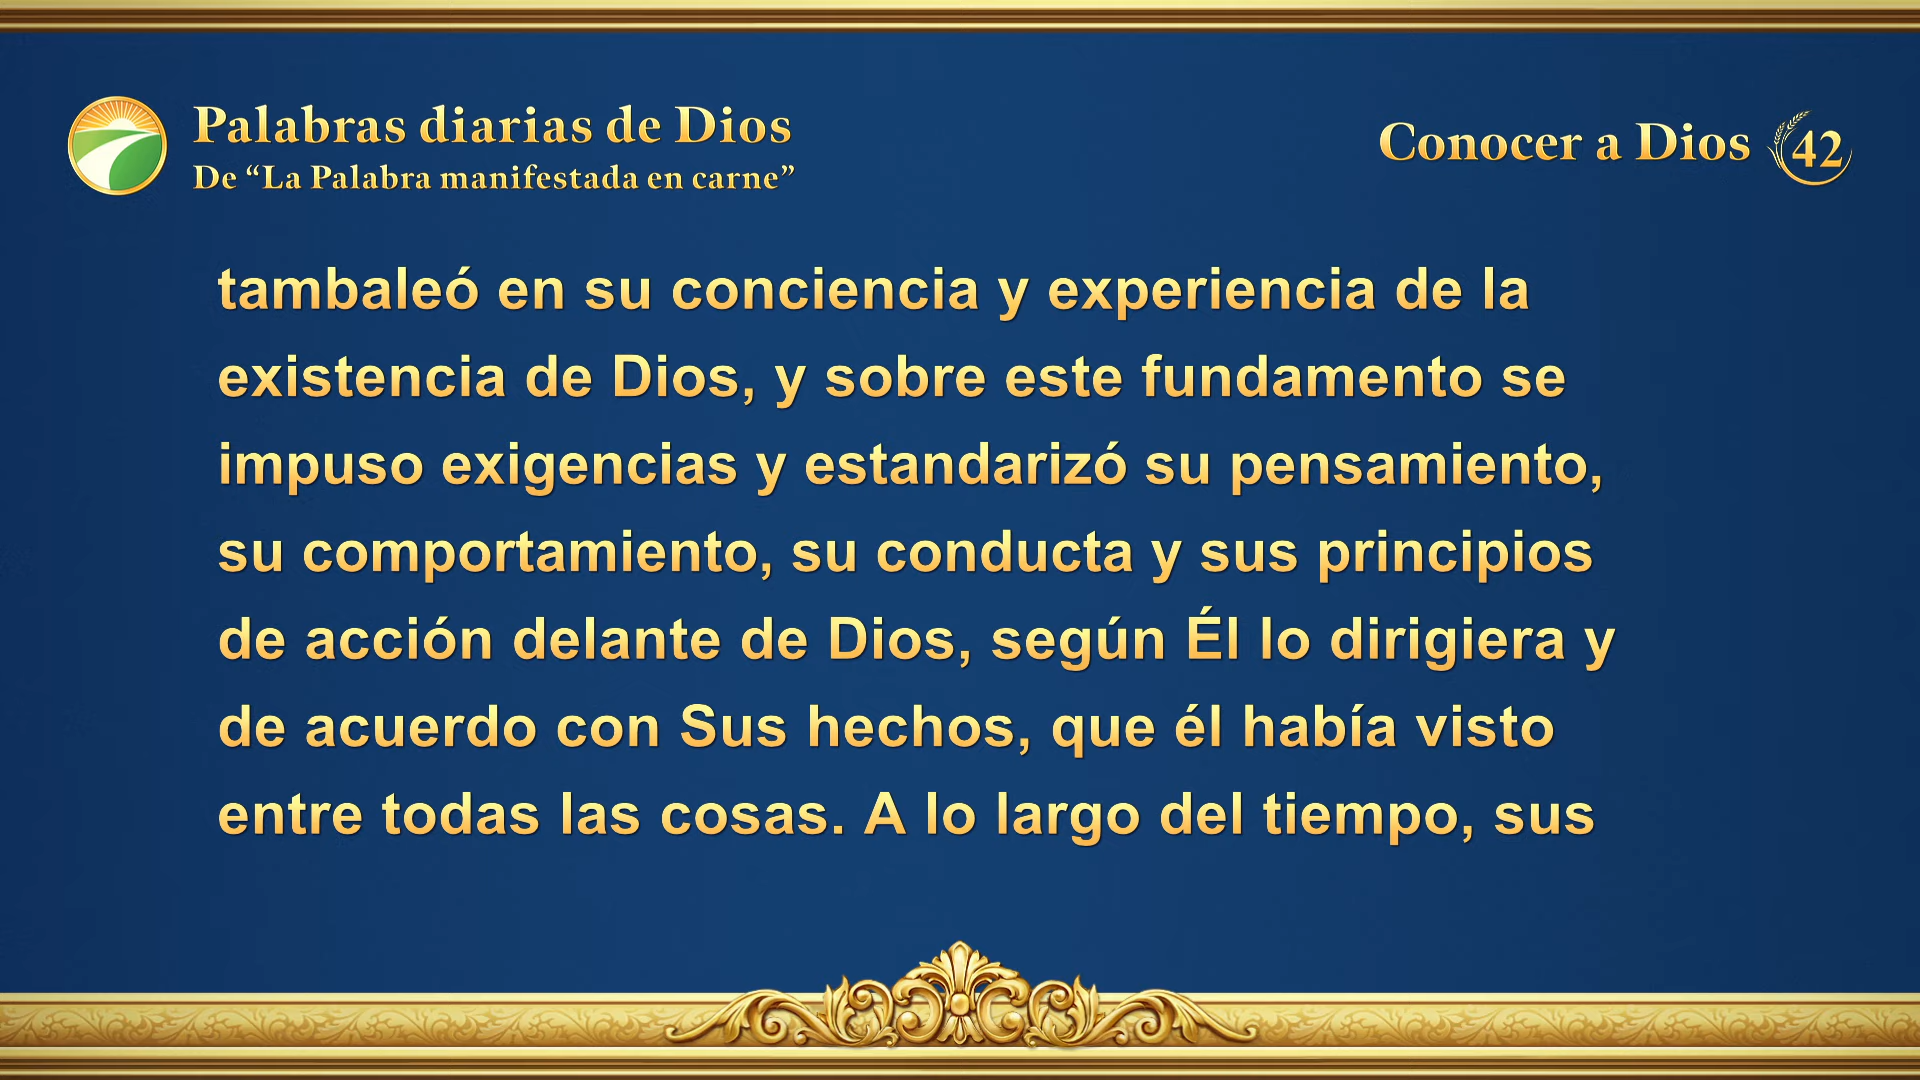 Palabras diarias de Dios
De “La Palabra manifestada en carne”
Conocer a Dios 42
tambaleó en su conciencia y experiencia de la
existencia de Dios, y sobre este fundamento se
impuso exigencias y estandarizó su pensamiento,
su comportamiento, su conducta y sus principios
de acción delante de Dios, según Él lo dirigiera y
de acuerdo con Sus hechos, que él había visto
entre todas las cosas. A lo largo del tiempo, sus